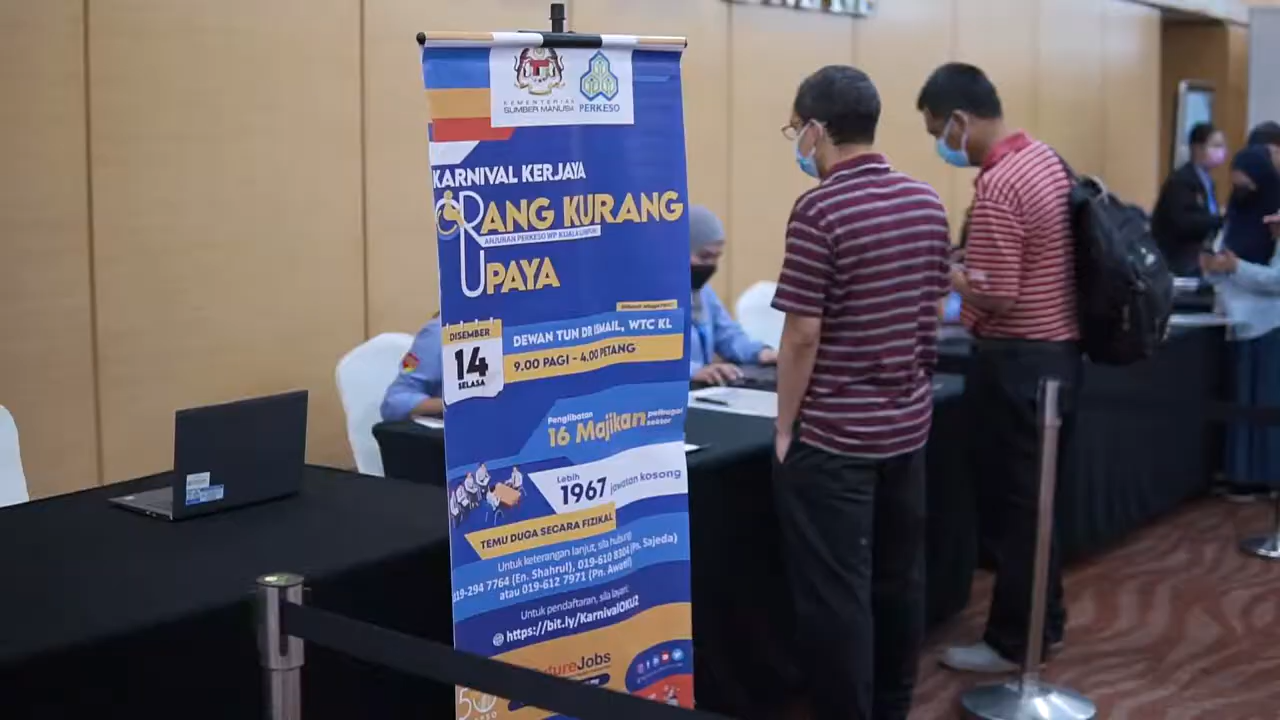 KEMENTERIAN
SUMBER MANUSIA
PERKESO
KARNIVAL KERJAYA
ORANG KURANG
ANJURAN PERKESO WP KUALA LUMPUR
UPAYA
DISEMBER
14
SELASA
DEWAN TUN DR ISMAIL, WTC KL
9.00 PAGI - 4.00 PETANG
Penglibatan
16 Majikan pelbagai
sektor
Lebih
1967 jawatan kosong
TEMU DUGA SECARA FIZIKAL
Untuk keterangan lanjut, sila hubungi
019-294 7764 (En. Shahrul), 019-610 8304 (Pn. Sajeda)
atau 019-612 7971 (Pn. Awatif)
Untuk pendaftaran, sila layari
https://bit.ly/KarnivalOKU2
Jobs